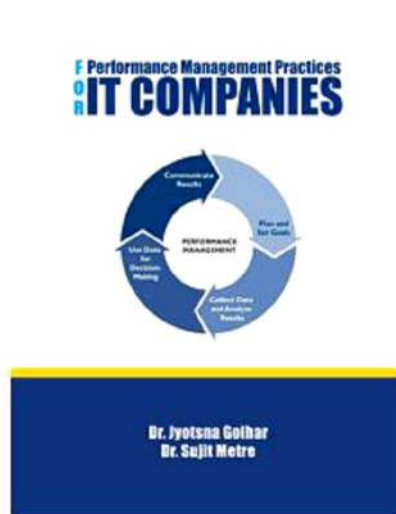 Performance Management Practices
FOR
IT COMPANIES
Communicate
Results
Plan and
Set Goals
PERFORMANCE
MANAGEMENT
Use Data
for
Decision-
Making
Collect Data
and Analyze
Results
Dr. Jyotsna Golhar
Dr. Sujit Metre